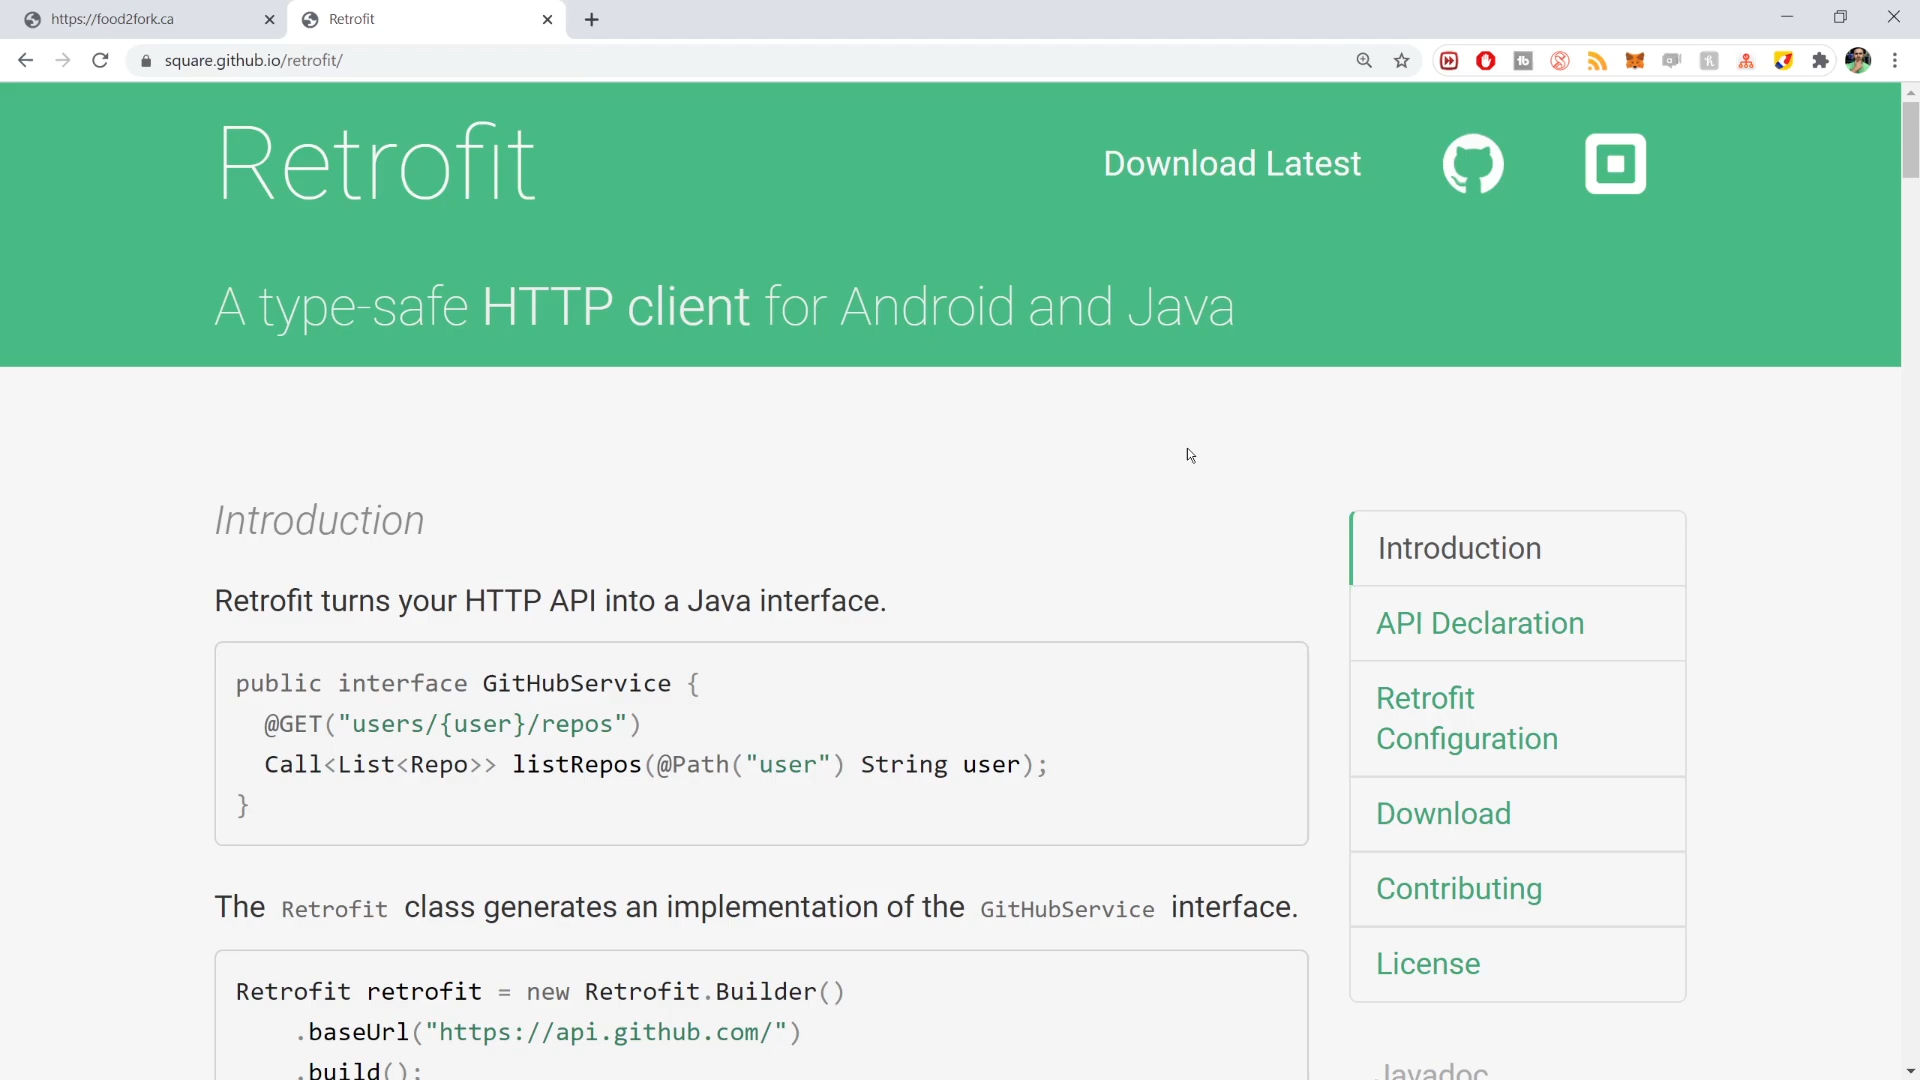 https://food2fork.ca
Retrofit
square.github.io/retrofit/
Retrofit
Download Latest
A type-safe HTTP client for Android and Java
Introduction
Retrofit turns your HTTP API into a Java interface.
public interface GitHubService {
@GET("users/{user}/repos")
Call<List<Repo>> listRepos(@Path("user") String user);
}
The Retrofit class generates an implementation of the GitHubService interface.
Retrofit retrofit = new Retrofit.Builder()
.baseUrl("https://api.github.com/")
.build();
Introduction
API Declaration
Retrofit
Configuration
Download
Contributing
License
Javadoc